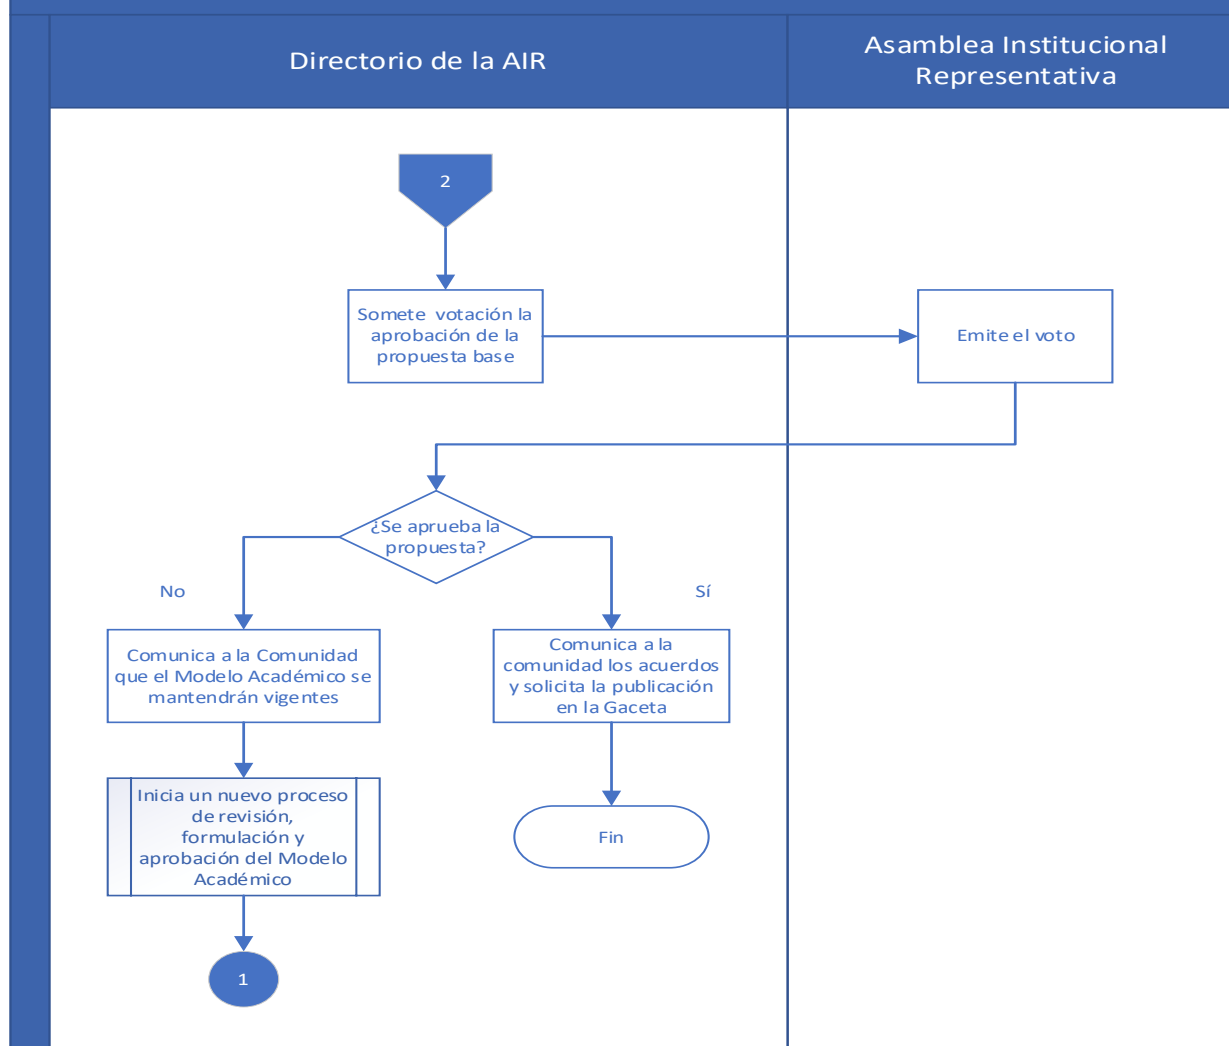 Directorio de la AIR
Asamblea Institucional
Representativa
2
Somete votación la
aprobación de la
propuesta base
Emite el voto
¿Se aprueba la
propuesta?
No
Sí
Comunica a la Comunidad
que el Modelo Académico se
mantendrán vigentes
Comunica a la
comunidad los acuerdos
y solicita la publicación
en la Gaceta
Inicia un nuevo proceso
de revisión,
formulación y
aprobación del Modelo
Académico
Fin
1